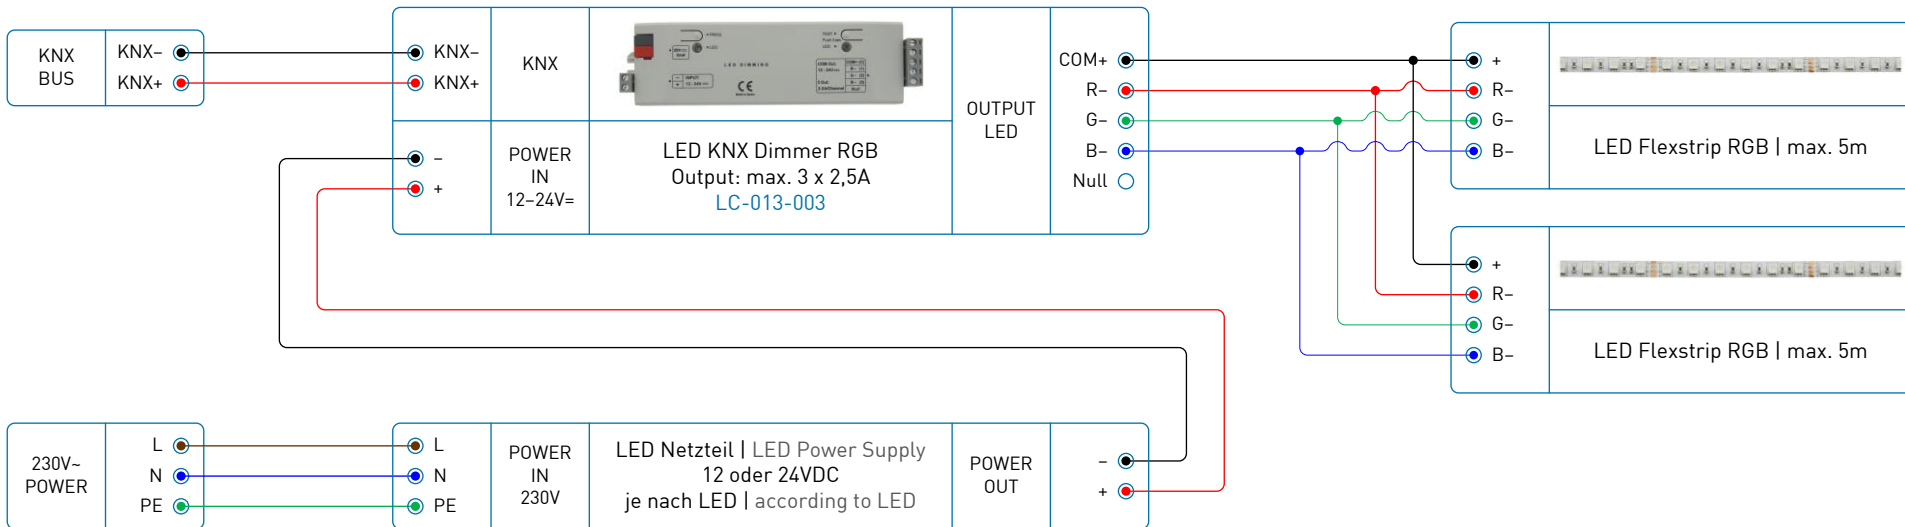 KNX
BUS
KNX–
KNX+
KNX–
KNX+
KNX
–
+
POWER
IN
12–24V=
LED DIMMING
LED KNX Dimmer RGB
Output: max. 3 x 2,5A
LC-013-003
OUTPUT
LED
COM+
R–
G–
B–
Null
+
R–
G–
B–
LED Flexstrip RGB | max. 5m
+
R–
G–
B–
LED Flexstrip RGB | max. 5m
230V~
POWER
L
N
PE
L
N
PE
POWER
IN
230V
LED Netzteil | LED Power Supply
12 oder 24VDC
je nach LED | according to LED
POWER
OUT
–
+